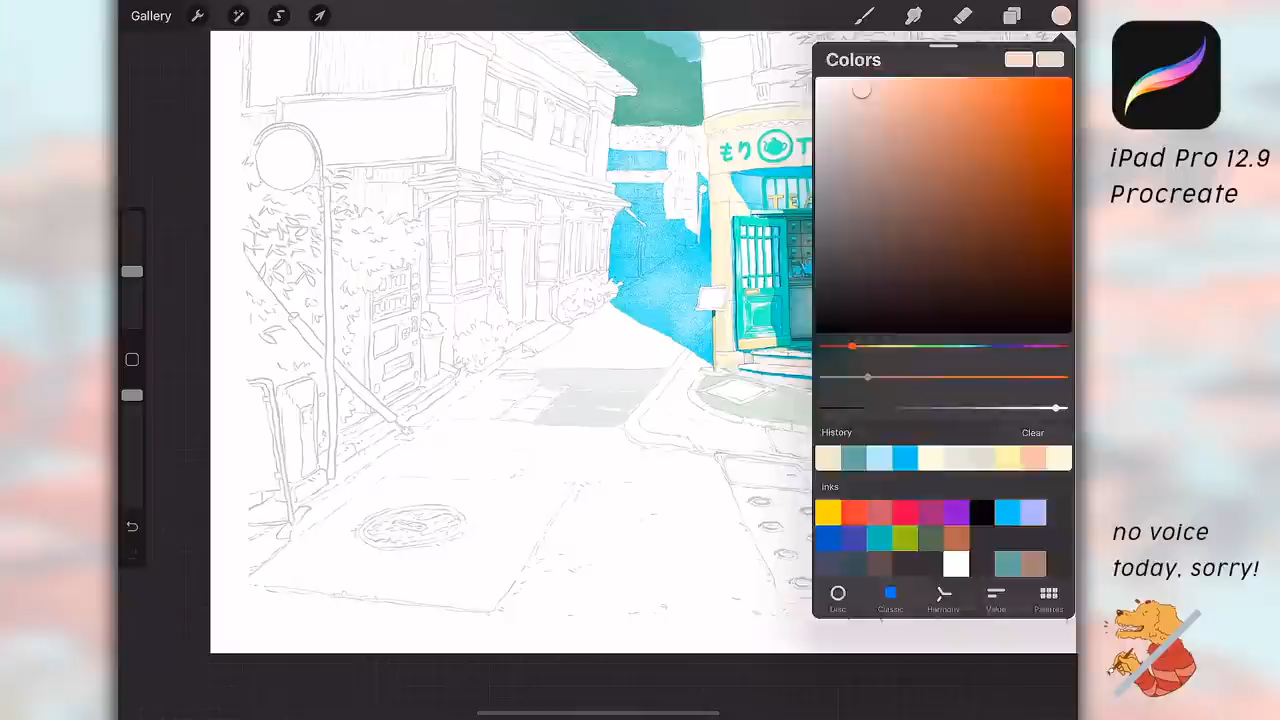 Gallery
Colors
もり
TEA
History
Clear
Inks
Disc
Classic
Harmony
Value
Palettes
iPad Pro 12.9
Procreate
no voice
today, sorry!